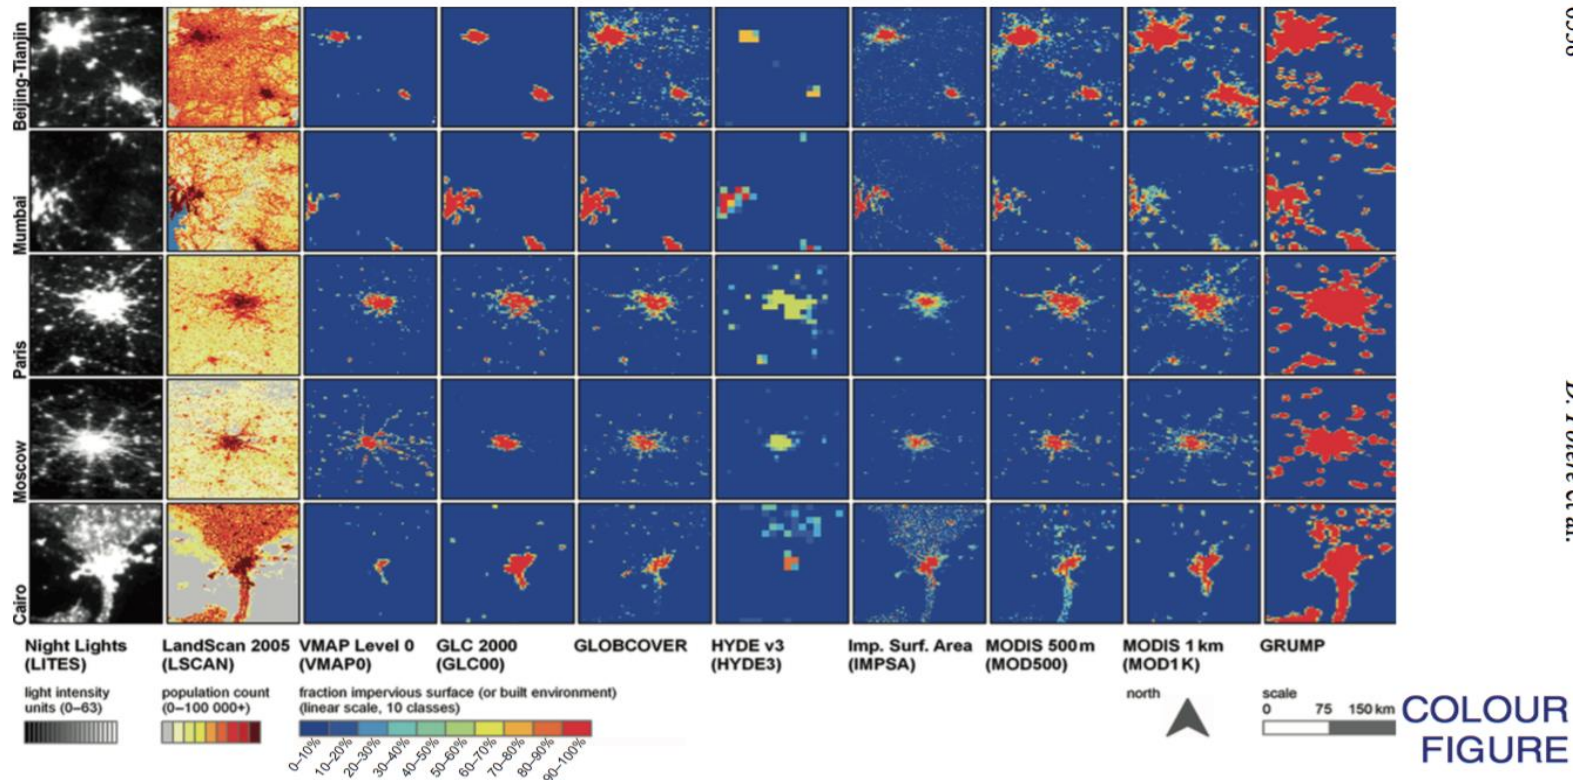 Beijing-Tianjin
Mumbai
Paris
Moscow
Cairo
Night Lights
(LITES)
LandScan 2005
(LSCAN)
VMAP Level 0
(VMAP0)
GLC 2000
(GLC00)
GLOBCOVER
HYDE v3
(HYDE3)
Imp. Surf. Area
(IMPSA)
MODIS 500 m
(MOD500)
MODIS 1 km
(MOD1K)
GRUMP
light intensity
units (0–63)
population count
(0–100 000+)
fraction impervious surface (or built environment)
(linear scale, 10 classes)
0–10%
10–20%
20–30%
30–40%
40–50%
50–60%
60–70%
70–80%
80–90%
90–100%
north
scale
0 75 150 km
COLOUR
FIGURE
et al.